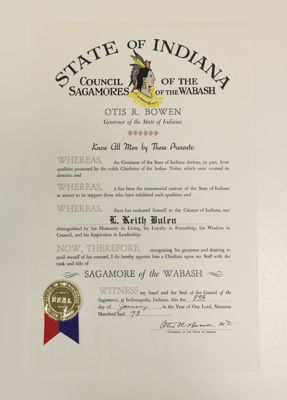 STATE OF INDIANA
COUNCIL OF THE
SAGAMORES OF THE WABASH
OTIS R. BOWEN
Governor of the State of Indiana
Know All Men by These Presents:
WHEREAS, the Greatness of the Sons of Indiana derives, in part, from
qualities possessed by the noble Chieftains of the Indian Tribes which once roamed its
domain; and
WHEREAS, it has been the immemorial custom of the State of Indiana
to attract to its support those who have exhibited such qualities; and
WHEREAS, there has endeared himself to the Citizens of Indiana, one
L. Keith Bulen
distinguished by his Humanity in Living, his Loyalty in Friendship, his Wisdom in
Council, and his Inspiration in Leadership:
NOW, THEREFORE, recognizing his greatness and desiring to
avail myself of his counsel, I do hereby appoint him a Chieftain upon my Staff with the
rank and title of
SAGAMORE of the WABASH
WITNESS my hand and the Seal of the Council of the
Sagamores, at Indianapolis, Indiana, this the 8th
day of January, in the Year of Our Lord, Nineteen
Hundred and 73
Otis R Bowen M.D.
GOVERNOR OF THE STATE OF INDIANA
SEAL